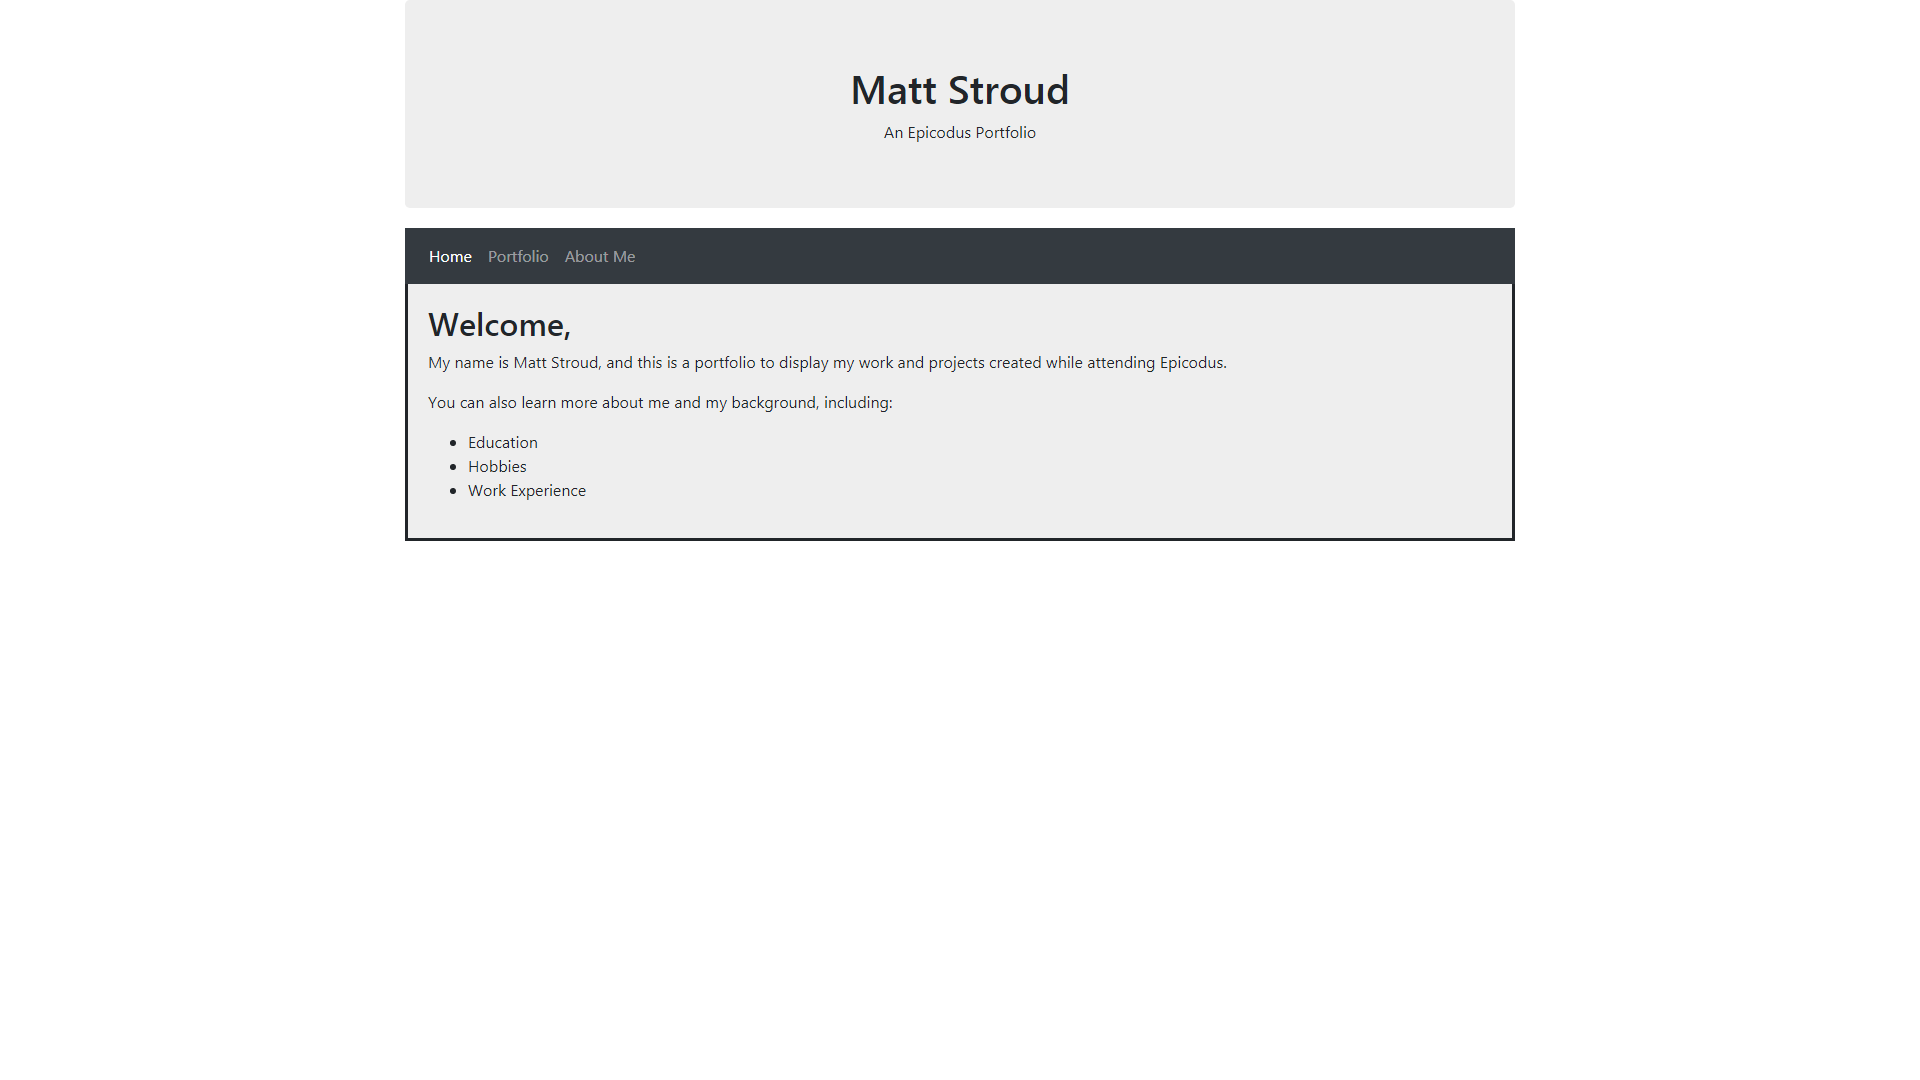 Matt Stroud
An Epicodus Portfolio
Home Portfolio About Me
Welcome,
My name is Matt Stroud, and this is a portfolio to display my work and projects created while attending Epicodus.
You can also learn more about me and my background, including:
Education
Hobbies
Work Experience